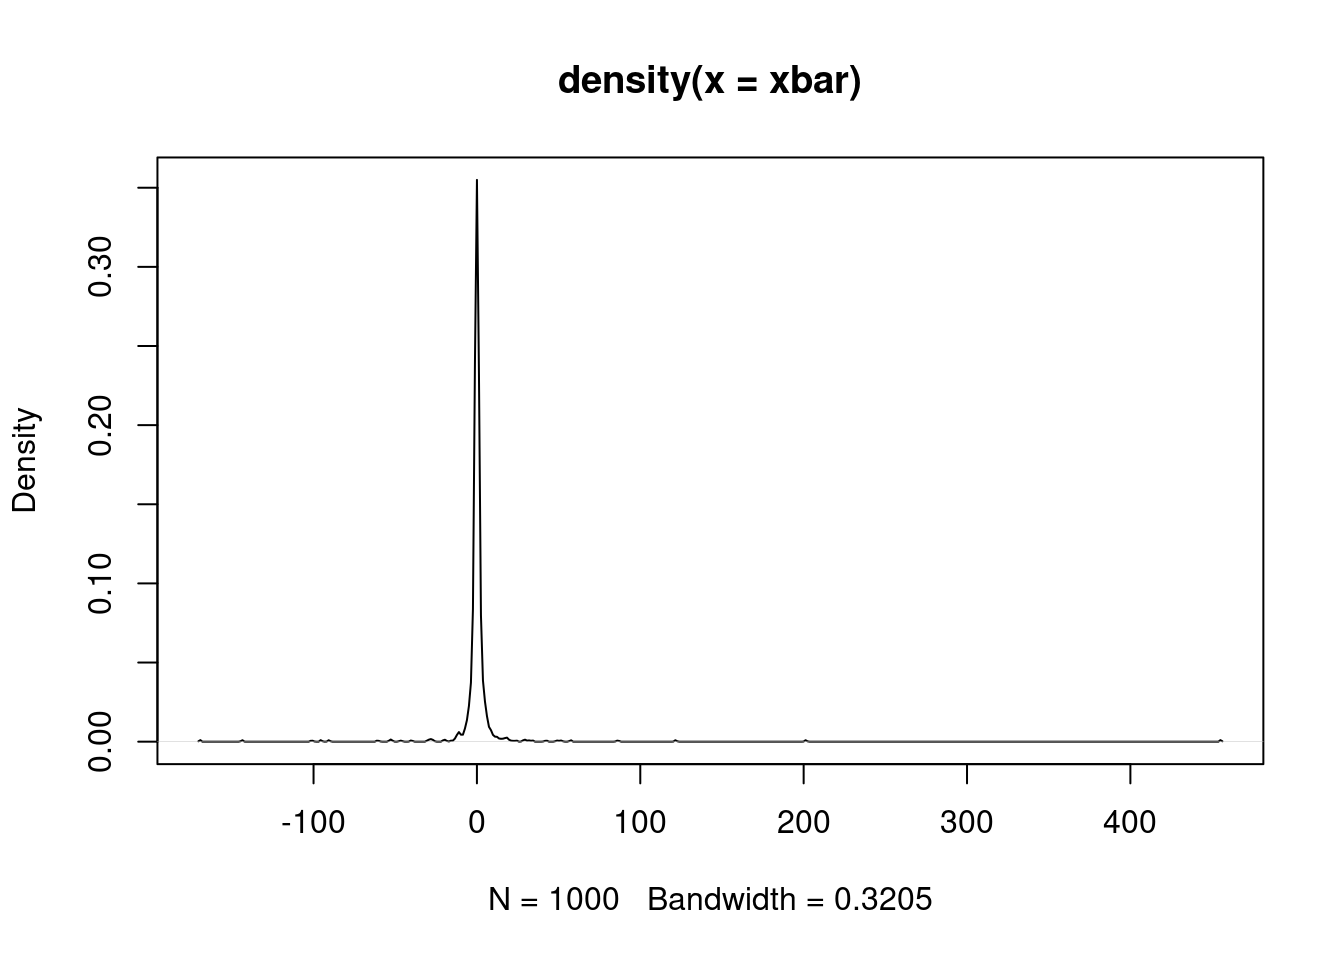 density(x = xbar)
Density
0.30
0.20
0.10
0.00
-100 0 100 200 300 400
N = 1000 Bandwidth = 0.3205